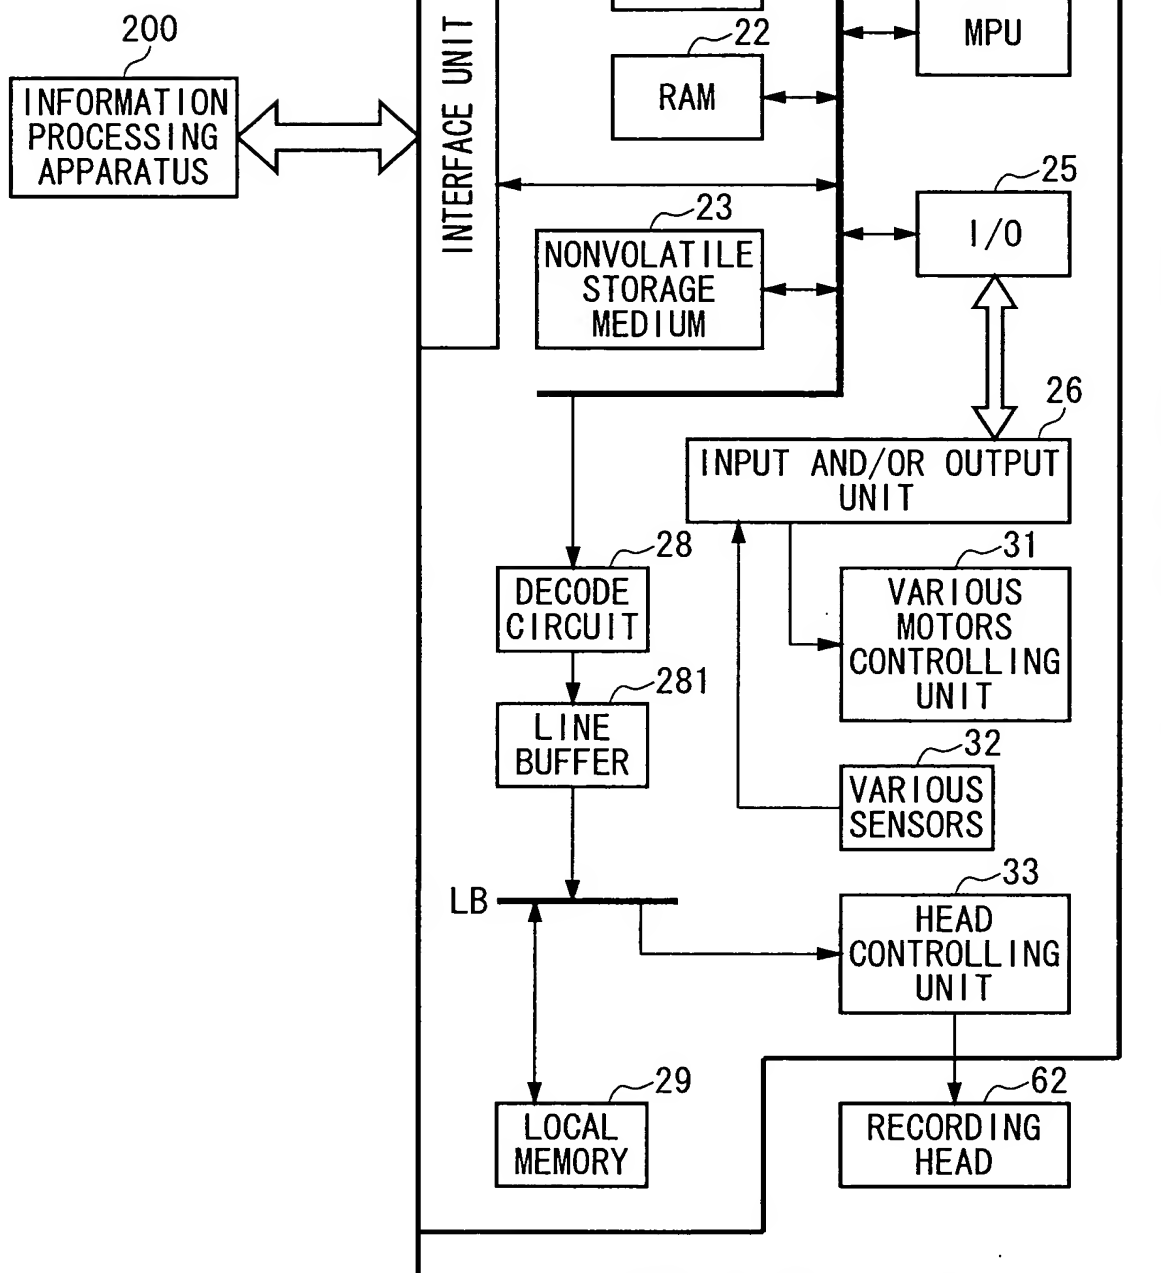 200
INFORMATION
PROCESSING
APPARATUS
INTERFACE UNIT
22
RAM
MPU
23
NONVOLATILE
STORAGE
MEDIUM
25
I/O
26
INPUT AND/OR OUTPUT
UNIT
28
DECODE
CIRCUIT
31
VARIOUS
MOTORS
CONTROLLING
UNIT
281
LINE
BUFFER
32
VARIOUS
SENSORS
LB
33
HEAD
CONTROLLING
UNIT
29
LOCAL
MEMORY
62
RECORDING
HEAD